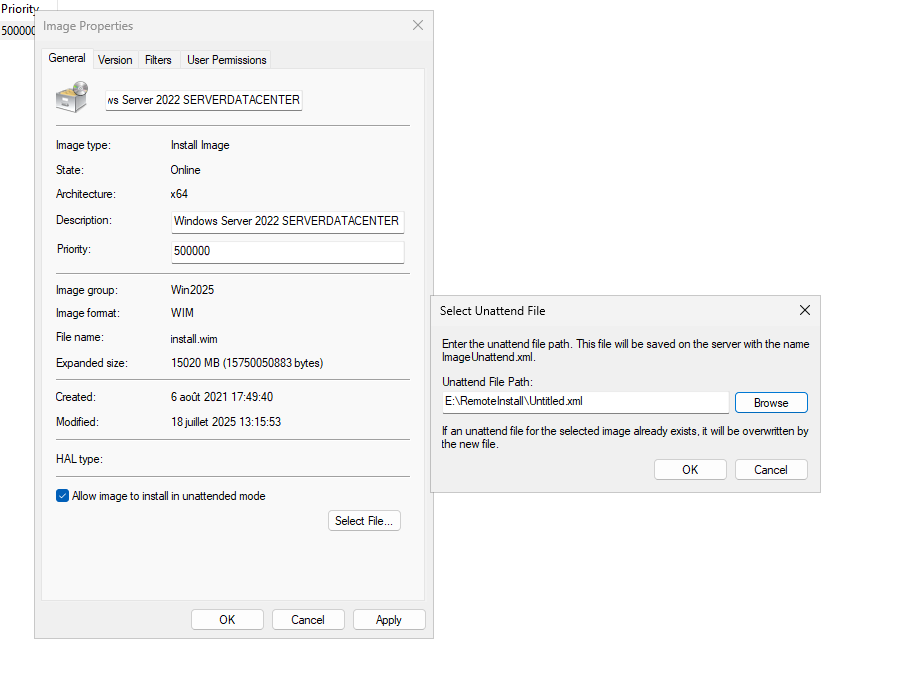 Priority
500000
Image Properties
General Version Filters User Permissions
ws Server 2022 SERVERDATACENTER
Image type: Install Image
State: Online
Architecture: x64
Description: Windows Server 2022 SERVERDATACENTER
Priority: 500000
Image group: Win2025
Image format: WIM
File name: install.wim
Expanded size: 15020 MB (15750050883 bytes)
Created: 6 août 2021 17:49:40
Modified: 18 juillet 2025 13:15:53
HAL type:
Allow image to install in unattended mode
Select File...
OK Cancel Apply
Select Unattend File
Enter the unattend file path. This file will be saved on the server with the name
ImageUnattend.xml.
Unattend File Path:
E:\RemoteInstall\Untitled.xml Browse
If an unattend file for the selected image already exists, it will be overwritten by
the new file.
OK Cancel